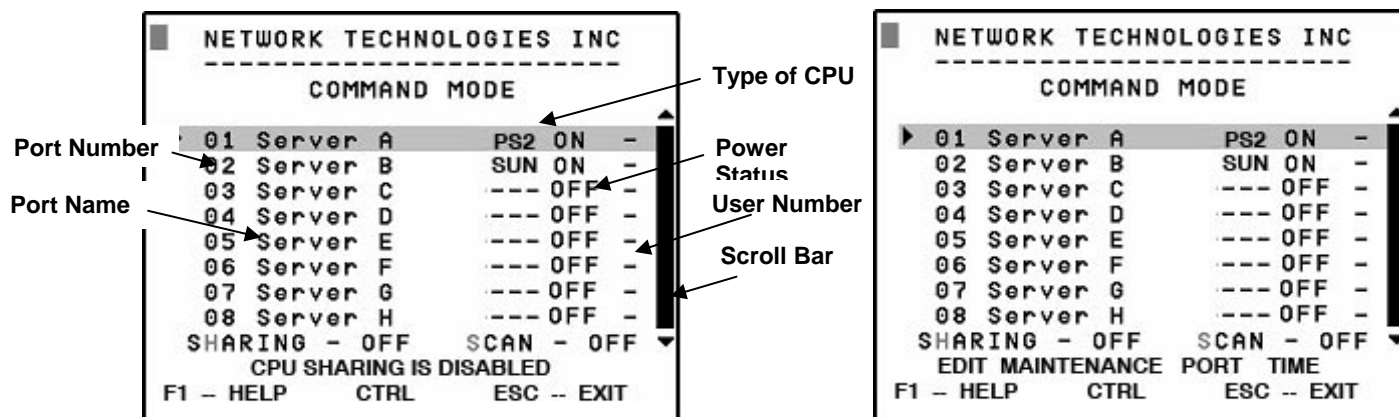 NETWORK TECHNOLOGIES INC
--------------------------
COMMAND MODE
01 Server A PS2 ON -
02 Server B SUN ON -
03 Server C --- OFF -
04 Server D --- OFF -
05 Server E --- OFF -
06 Server F --- OFF -
07 Server G --- OFF -
08 Server H --- OFF -
SHARING - OFF SCAN - OFF
CPU SHARING IS DISABLED
F1 -- HELP CTRL ESC -- EXIT
Port Number
Port Name
Type of CPU
Power
Status
User Number
Scroll Bar
NETWORK TECHNOLOGIES INC
--------------------------
COMMAND MODE
01 Server A PS2 ON -
02 Server B SUN ON -
03 Server C --- OFF -
04 Server D --- OFF -
05 Server E --- OFF -
06 Server F --- OFF -
07 Server G --- OFF -
08 Server H --- OFF -
SHARING - OFF SCAN - OFF
EDIT MAINTENANCE PORT TIME
F1 -- HELP CTRL ESC -- EXIT